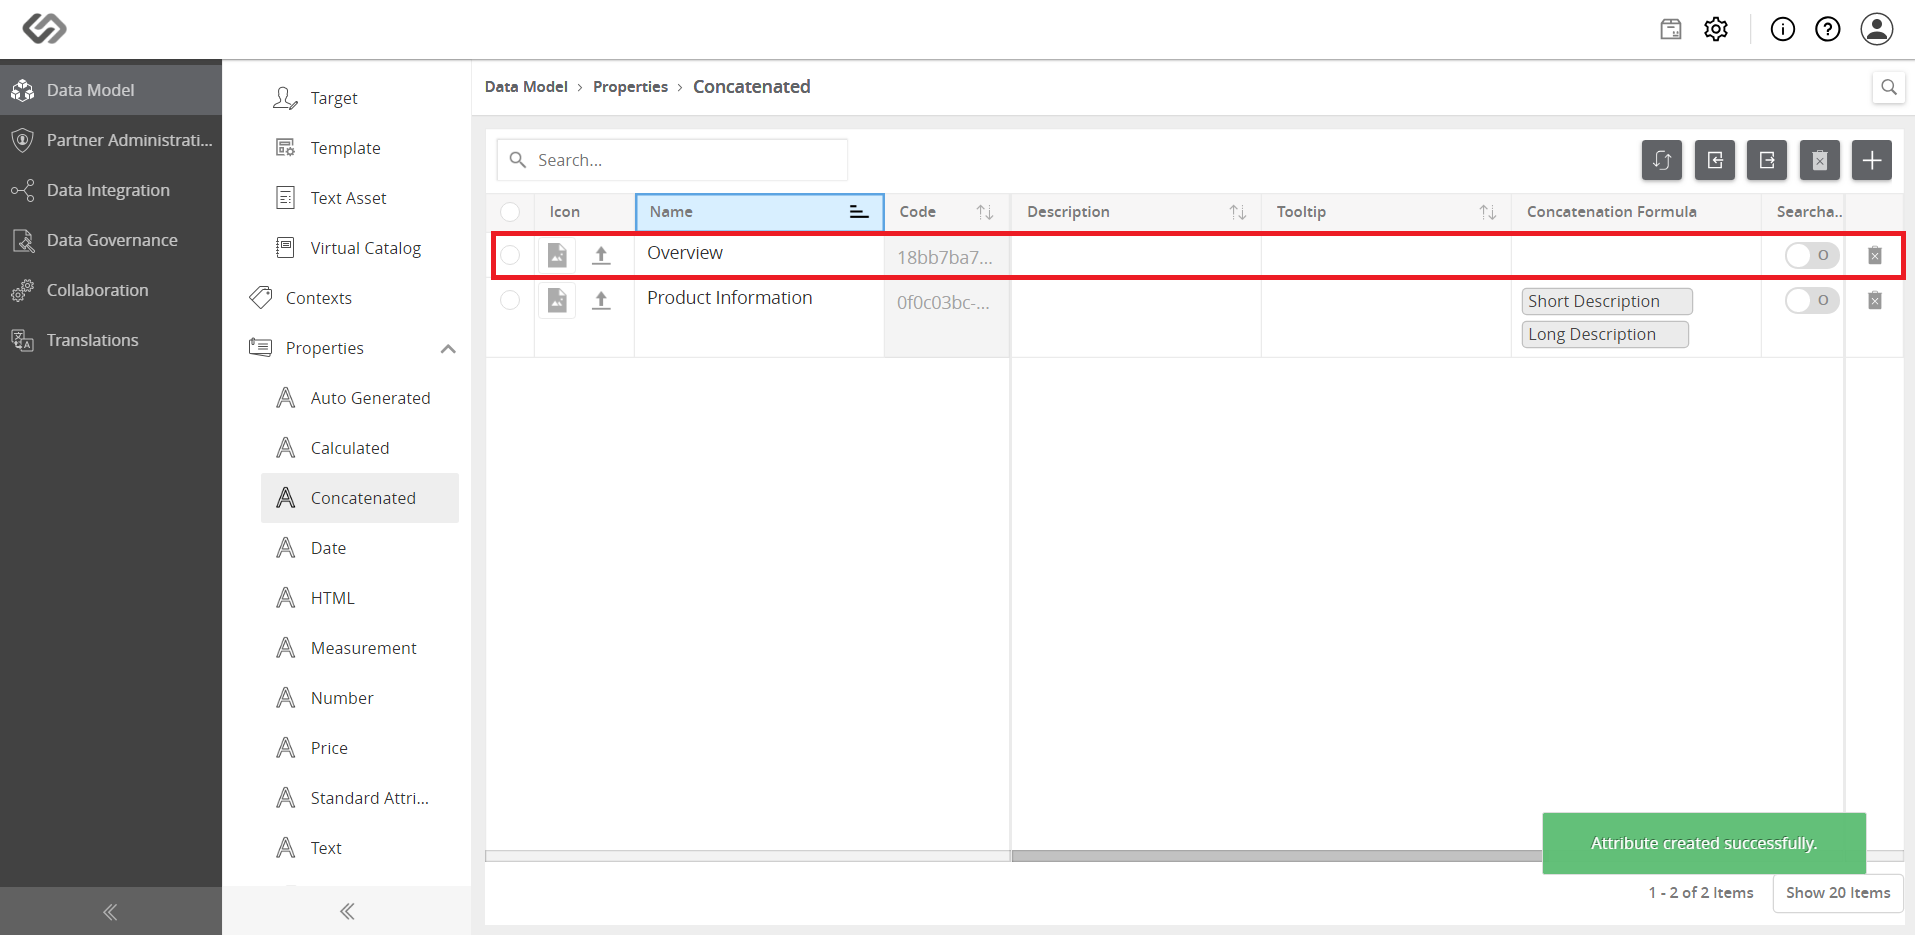 Data Model
Partner Administrati...
Data Integration
Data Governance
Collaboration
Translations
Target
Template
Text Asset
Virtual Catalog
Contexts
Properties
Auto Generated
Calculated
Concatenated
Date
HTML
Measurement
Number
Price
Standard Attri...
Text
Data Model > Properties > Concatenated
Search...
Icon Name Code Description Tooltip Concatenation Formula Searcha..
Overview 18bb7ba7...
Product Information 0f0c03bc-... Short Description
Long Description
Attribute created successfully.
1 - 2 of 2 Items Show 20 Items